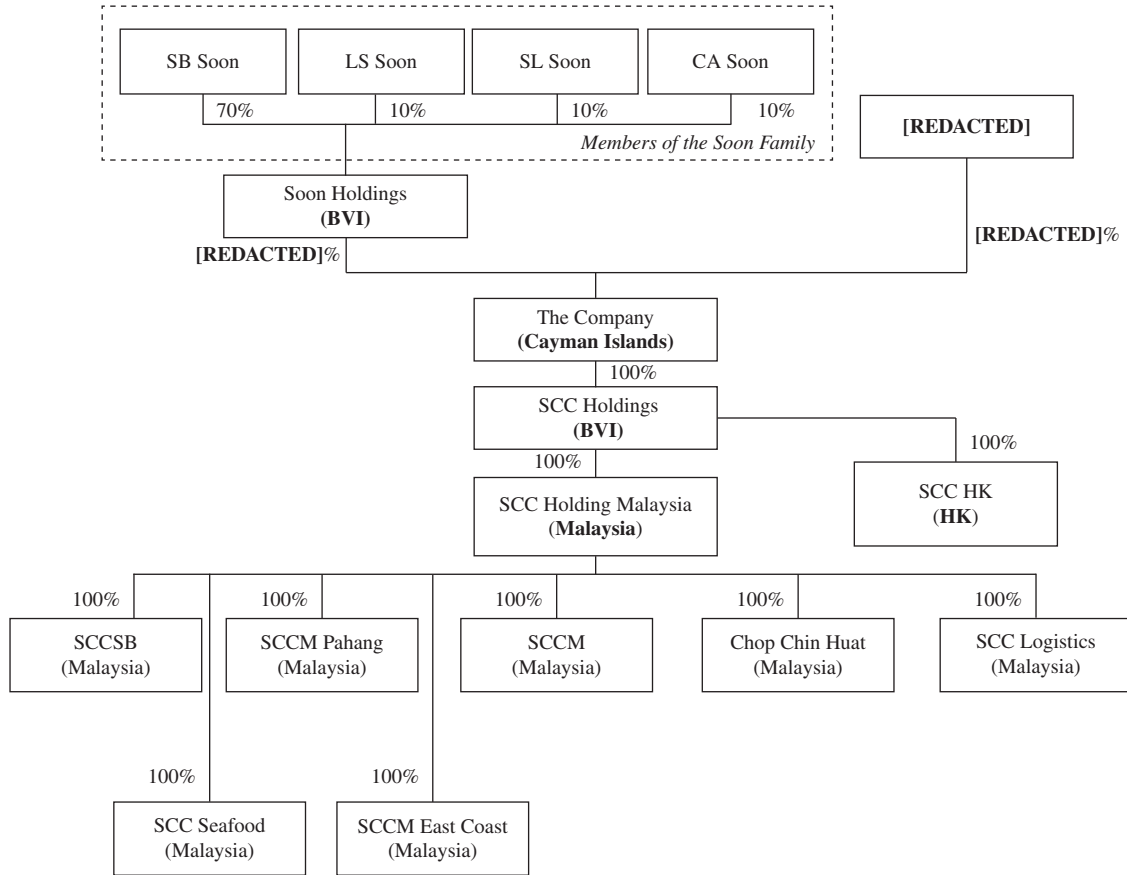 SB Soon
LS Soon
SL Soon
CA Soon
70%
10%
10%
10%
Members of the Soon Family
[REDACTED]
Soon Holdings
(BVI)
[REDACTED]%
[REDACTED]%
The Company
(Cayman Islands)
100%
SCC Holdings
(BVI)
100%
100%
SCC Holding Malaysia
(Malaysia)
SCC HK
(HK)
100%
100%
100%
100%
100%
SCCSB
(Malaysia)
SCCM Pahang
(Malaysia)
SCCM
(Malaysia)
Chop Chin Huat
(Malaysia)
SCC Logistics
(Malaysia)
100%
100%
SCC Seafood
(Malaysia)
SCCM East Coast
(Malaysia)